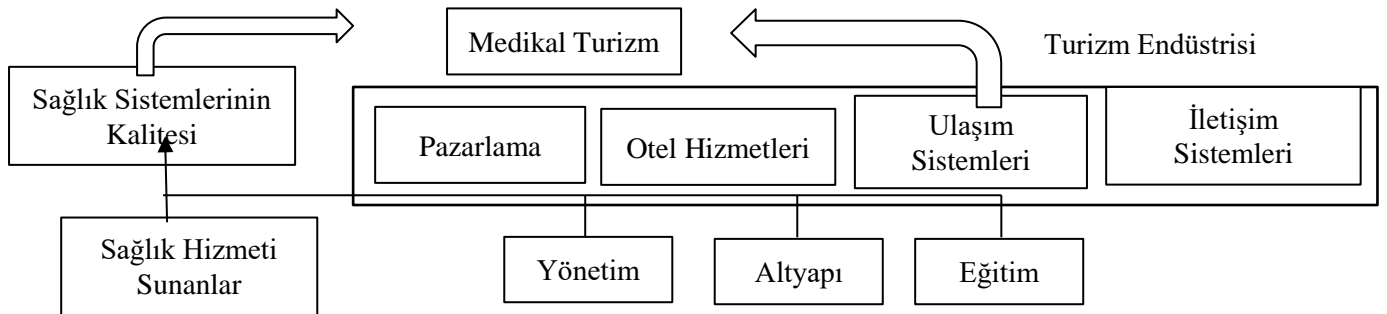 Medikal Turizm
Turizm Endüstrisi
Sağlık Sistemlerinin
Kalitesi
Pazarlama
Otel Hizmetleri
Ulaşım
Sistemleri
İletişim
Sistemleri
Sağlık Hizmeti
Sunanlar
Yönetim
Altyapı
Eğitim